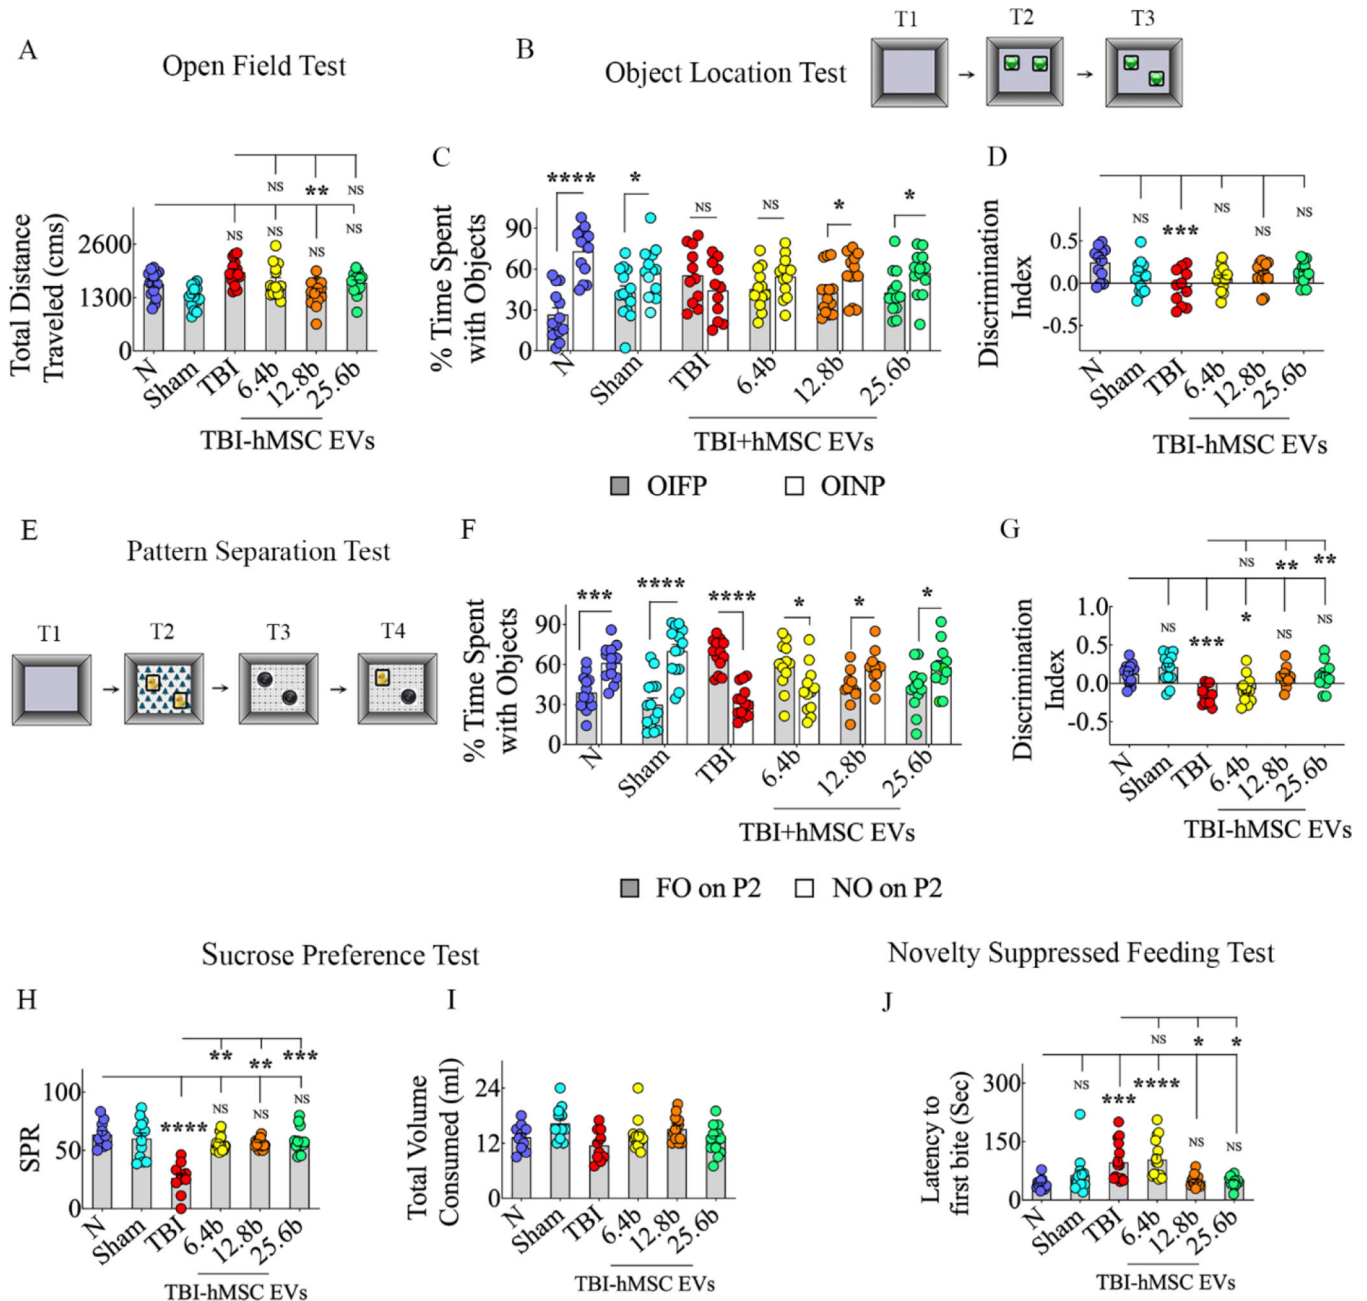 A
Open Field Test
NS
**
NS
NS
NS
NS
NS
Total Distance
Traveled (cms)
2600
1300
0
N
Sham
TBI
6.4b
12.8b
25.6b
TBI-hMSC EVs
B
Object Location Test
T1
T2
T3
C
****
*
NS
NS
*
*
% Time Spent
with Objects
90
60
30
0
N
Sham
TBI
6.4b
12.8b
25.6b
TBI+hMSC EVs
OIFP
OINP
D
NS
***
NS
NS
NS
Discrimination
Index
0.5
0.0
-0.5
N
Sham
TBI
6.4b
12.8b
25.6b
TBI-hMSC EVs
E
Pattern Separation Test
T1
T2
T3
T4
F
***
****
****
*
*
*
% Time Spent
with Objects
90
60
30
0
N
Sham
TBI
6.4b
12.8b
25.6b
TBI+hMSC EVs
FO on P2
NO on P2
G
NS
**
**
NS
***
*
NS
NS
Discrimination
Index
1.0
0.5
0.0
-0.5
N
Sham
TBI
6.4b
12.8b
25.6b
TBI-hMSC EVs
Sucrose Preference Test
H
**
**
***
****
NS
NS
NS
SPR
100
50
0
N
Sham
TBI
6.4b
12.8b
25.6b
TBI-hMSC EVs
I
Total Volume
Consumed (ml)
24
12
0
N
Sham
TBI
6.4b
12.8b
25.6b
TBI-hMSC EVs
Novelty Suppressed Feeding Test
J
NS
*
*
NS
***
****
NS
NS
Latency to
first bite (Sec)
300
150
0
N
Sham
TBI
6.4b
12.8b
25.6b
TBI-hMSC EVs